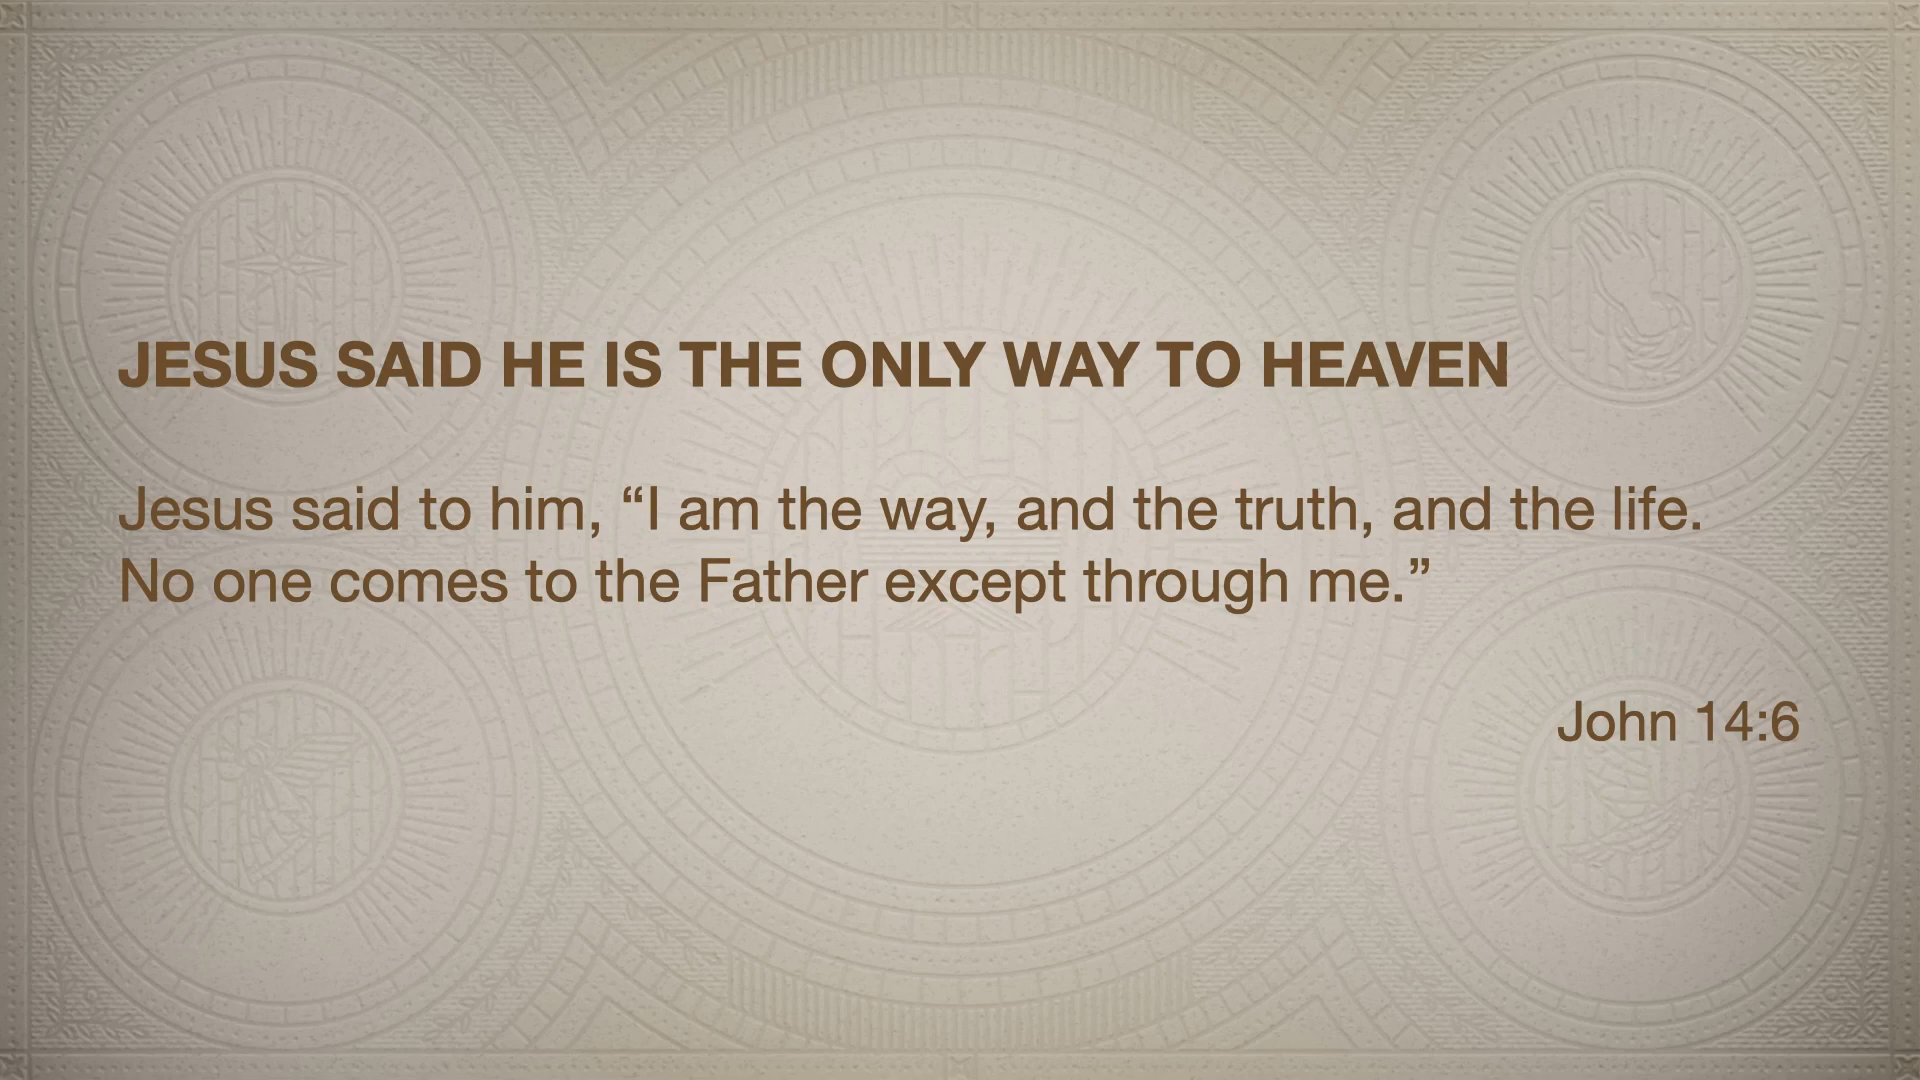 JESUS SAID HE IS THE ONLY WAY TO HEAVEN
Jesus said to him, “I am the way, and the truth, and the life.
No one comes to the Father except through me.”
John 14:6